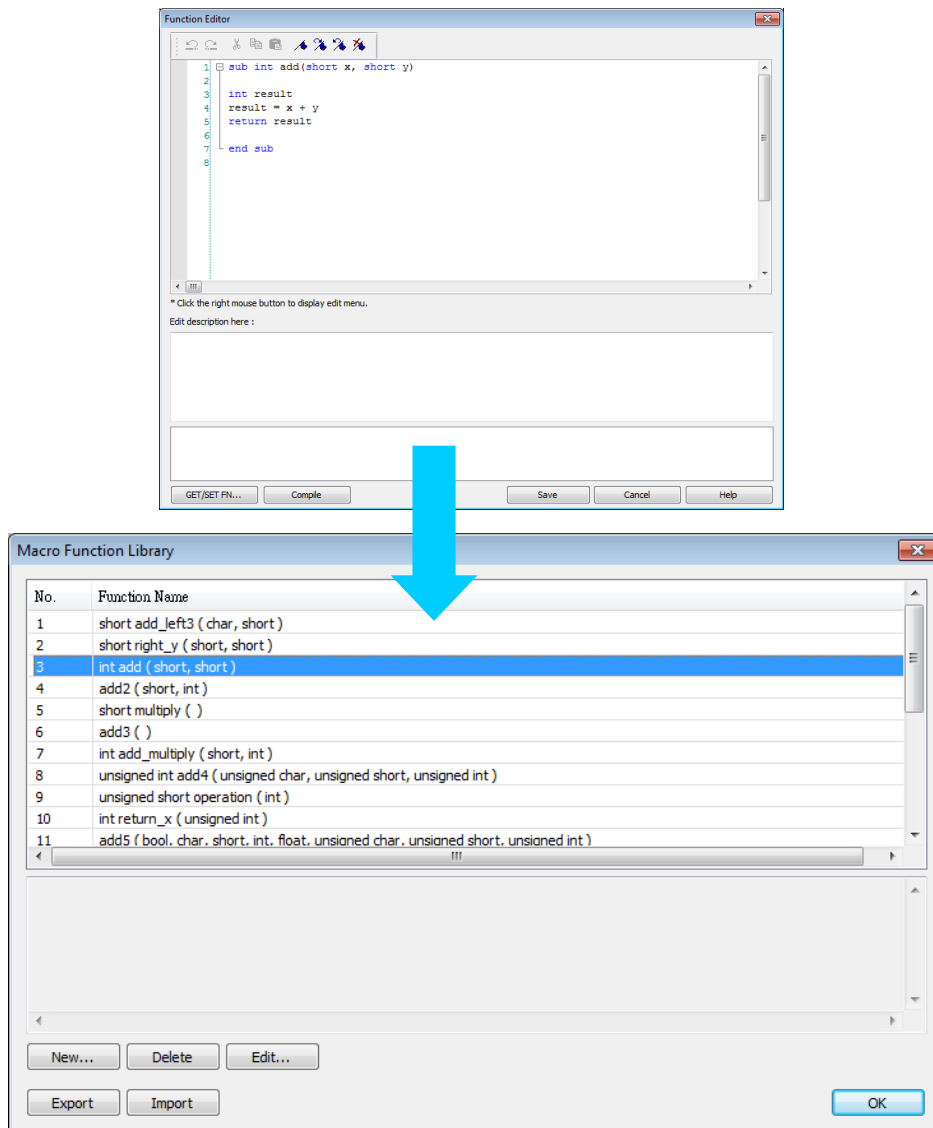 Function Editor
1 sub int add(short x, short y)
2
3 int result
4 result = x + y
5 return result
6
7 end sub
8
* Click the right mouse button to display edit menu.
Edit description here :
GET/SET FN... Compile Save Cancel Help
Macro Function Library
No. Function Name
1 short add_left3 ( char, short )
2 short right_y ( short, short )
3 int add ( short, short )
4 add2 ( short, int )
5 short multiply ( )
6 add3 ( )
7 int add_multiply ( short, int )
8 unsigned int add4 ( unsigned char, unsigned short, unsigned int )
9 unsigned short operation ( int )
10 int return_x ( unsigned int )
11 add5 ( bool, char, short, int, float, unsigned char, unsigned short, unsigned int )
New... Delete Edit...
Export Import OK